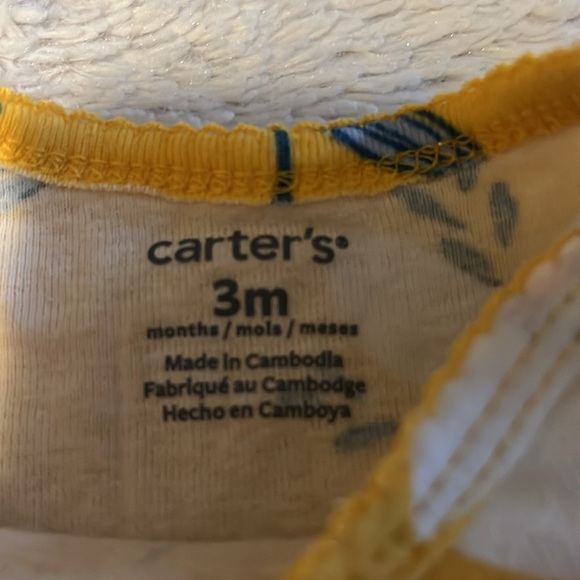 carter's®
3m
months / mois / meses
Made in Cambodia
Fabriqué au Cambodge
Hecho en Camboya